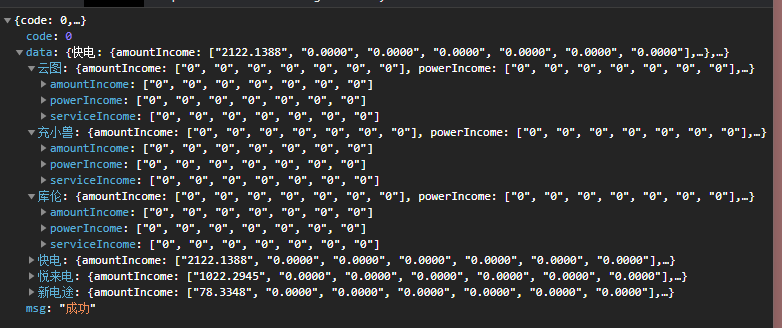 {code: 0,…}
code: 0
data: {快电: {amountIncome: ["2122.1388", "0.0000", "0.0000", "0.0000", "0.0000", "0.0000", "0.0000"],…},…}
云图: {amountIncome: ["0", "0", "0", "0", "0", "0", "0"], powerIncome: ["0", "0", "0", "0", "0", "0", "0"],…}
amountIncome: ["0", "0", "0", "0", "0", "0", "0"]
powerIncome: ["0", "0", "0", "0", "0", "0", "0"]
serviceIncome: ["0", "0", "0", "0", "0", "0", "0"]
充小兽: {amountIncome: ["0", "0", "0", "0", "0", "0", "0"], powerIncome: ["0", "0", "0", "0", "0", "0", "0"],…}
amountIncome: ["0", "0", "0", "0", "0", "0", "0"]
powerIncome: ["0", "0", "0", "0", "0", "0", "0"]
serviceIncome: ["0", "0", "0", "0", "0", "0", "0"]
库伦: {amountIncome: ["0", "0", "0", "0", "0", "0", "0"], powerIncome: ["0", "0", "0", "0", "0", "0", "0"],…}
amountIncome: ["0", "0", "0", "0", "0", "0", "0"]
powerIncome: ["0", "0", "0", "0", "0", "0", "0"]
serviceIncome: ["0", "0", "0", "0", "0", "0", "0"]
快电: {amountIncome: ["2122.1388", "0.0000", "0.0000", "0.0000", "0.0000", "0.0000", "0.0000"],…}
悦来电: {amountIncome: ["1022.2945", "0.0000", "0.0000", "0.0000", "0.0000", "0.0000", "0.0000"],…}
新电途: {amountIncome: ["78.3348", "0.0000", "0.0000", "0.0000", "0.0000", "0.0000", "0.0000"],…}
msg: "成功"